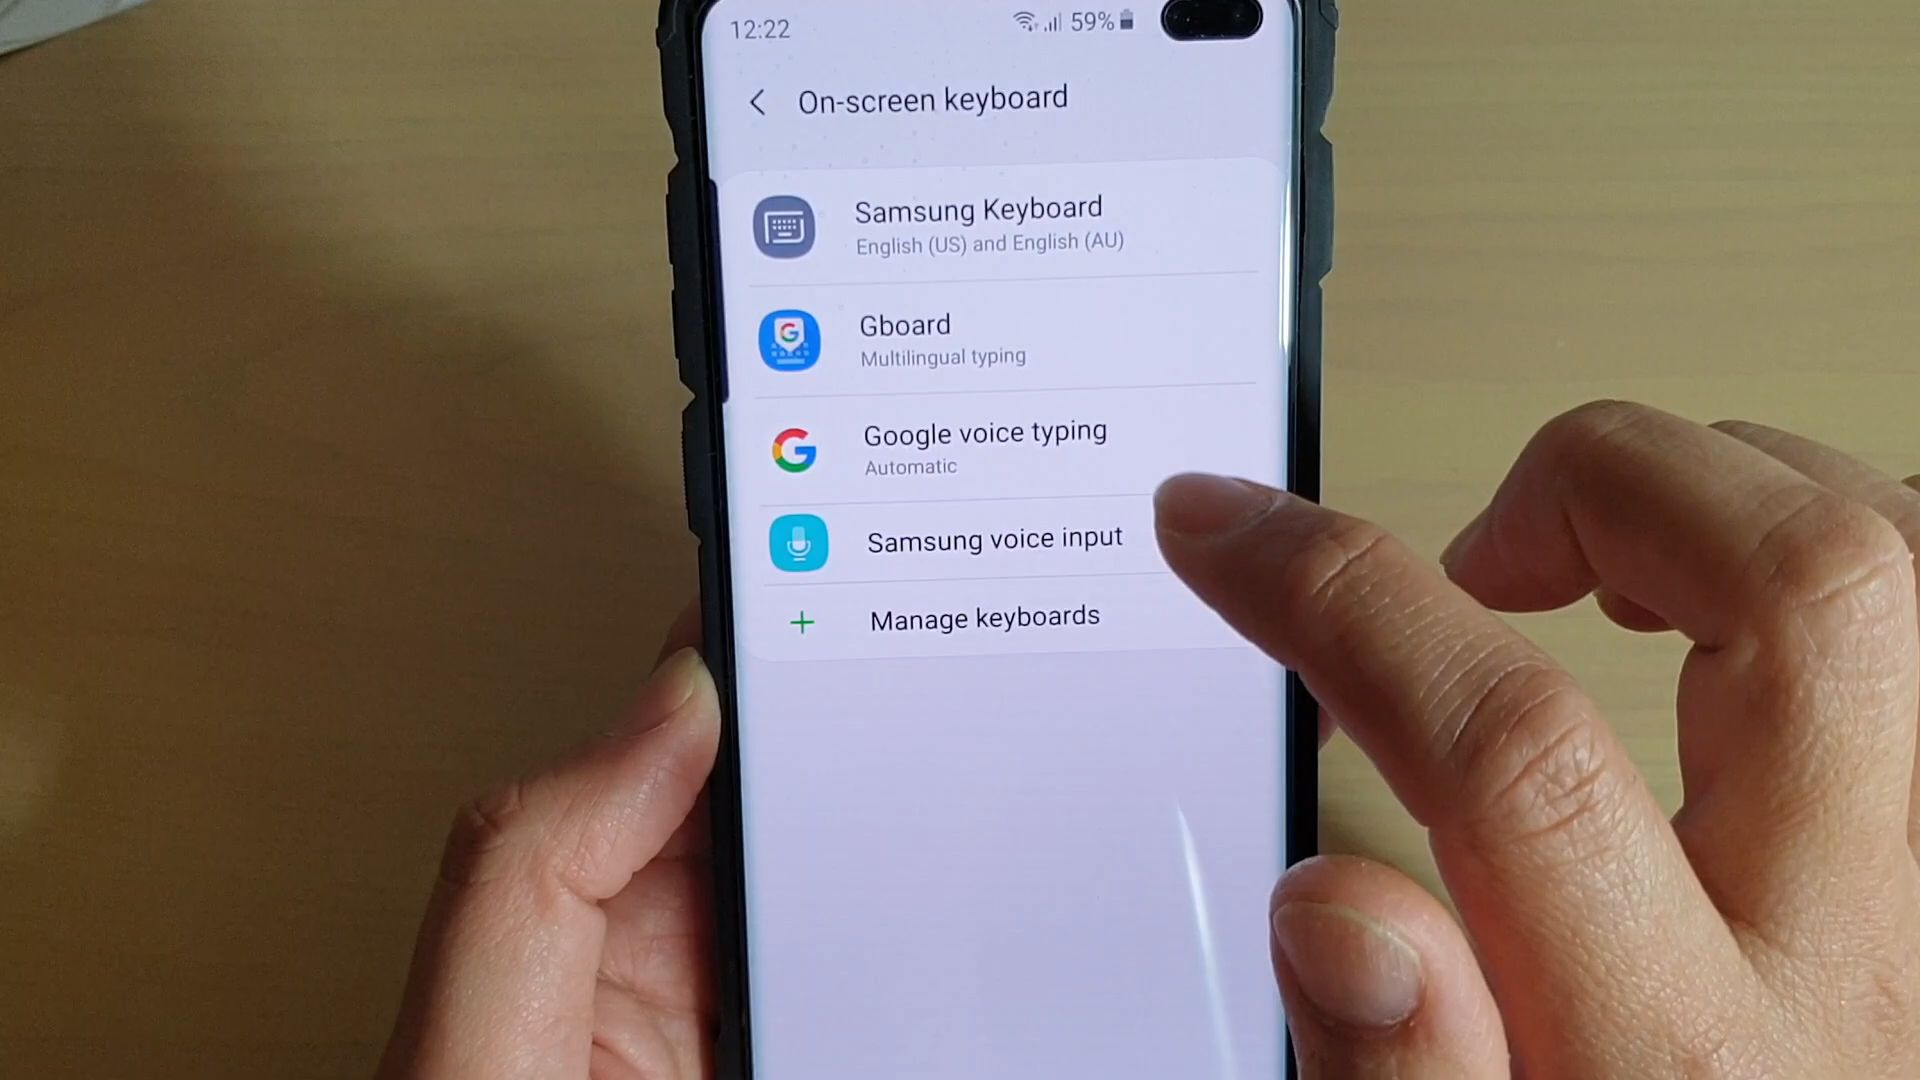 12:22
59%
On-screen keyboard
Samsung Keyboard
English (US) and English (AU)
Gboard
Multilingual typing
Google voice typing
Automatic
Samsung voice input
Manage keyboards